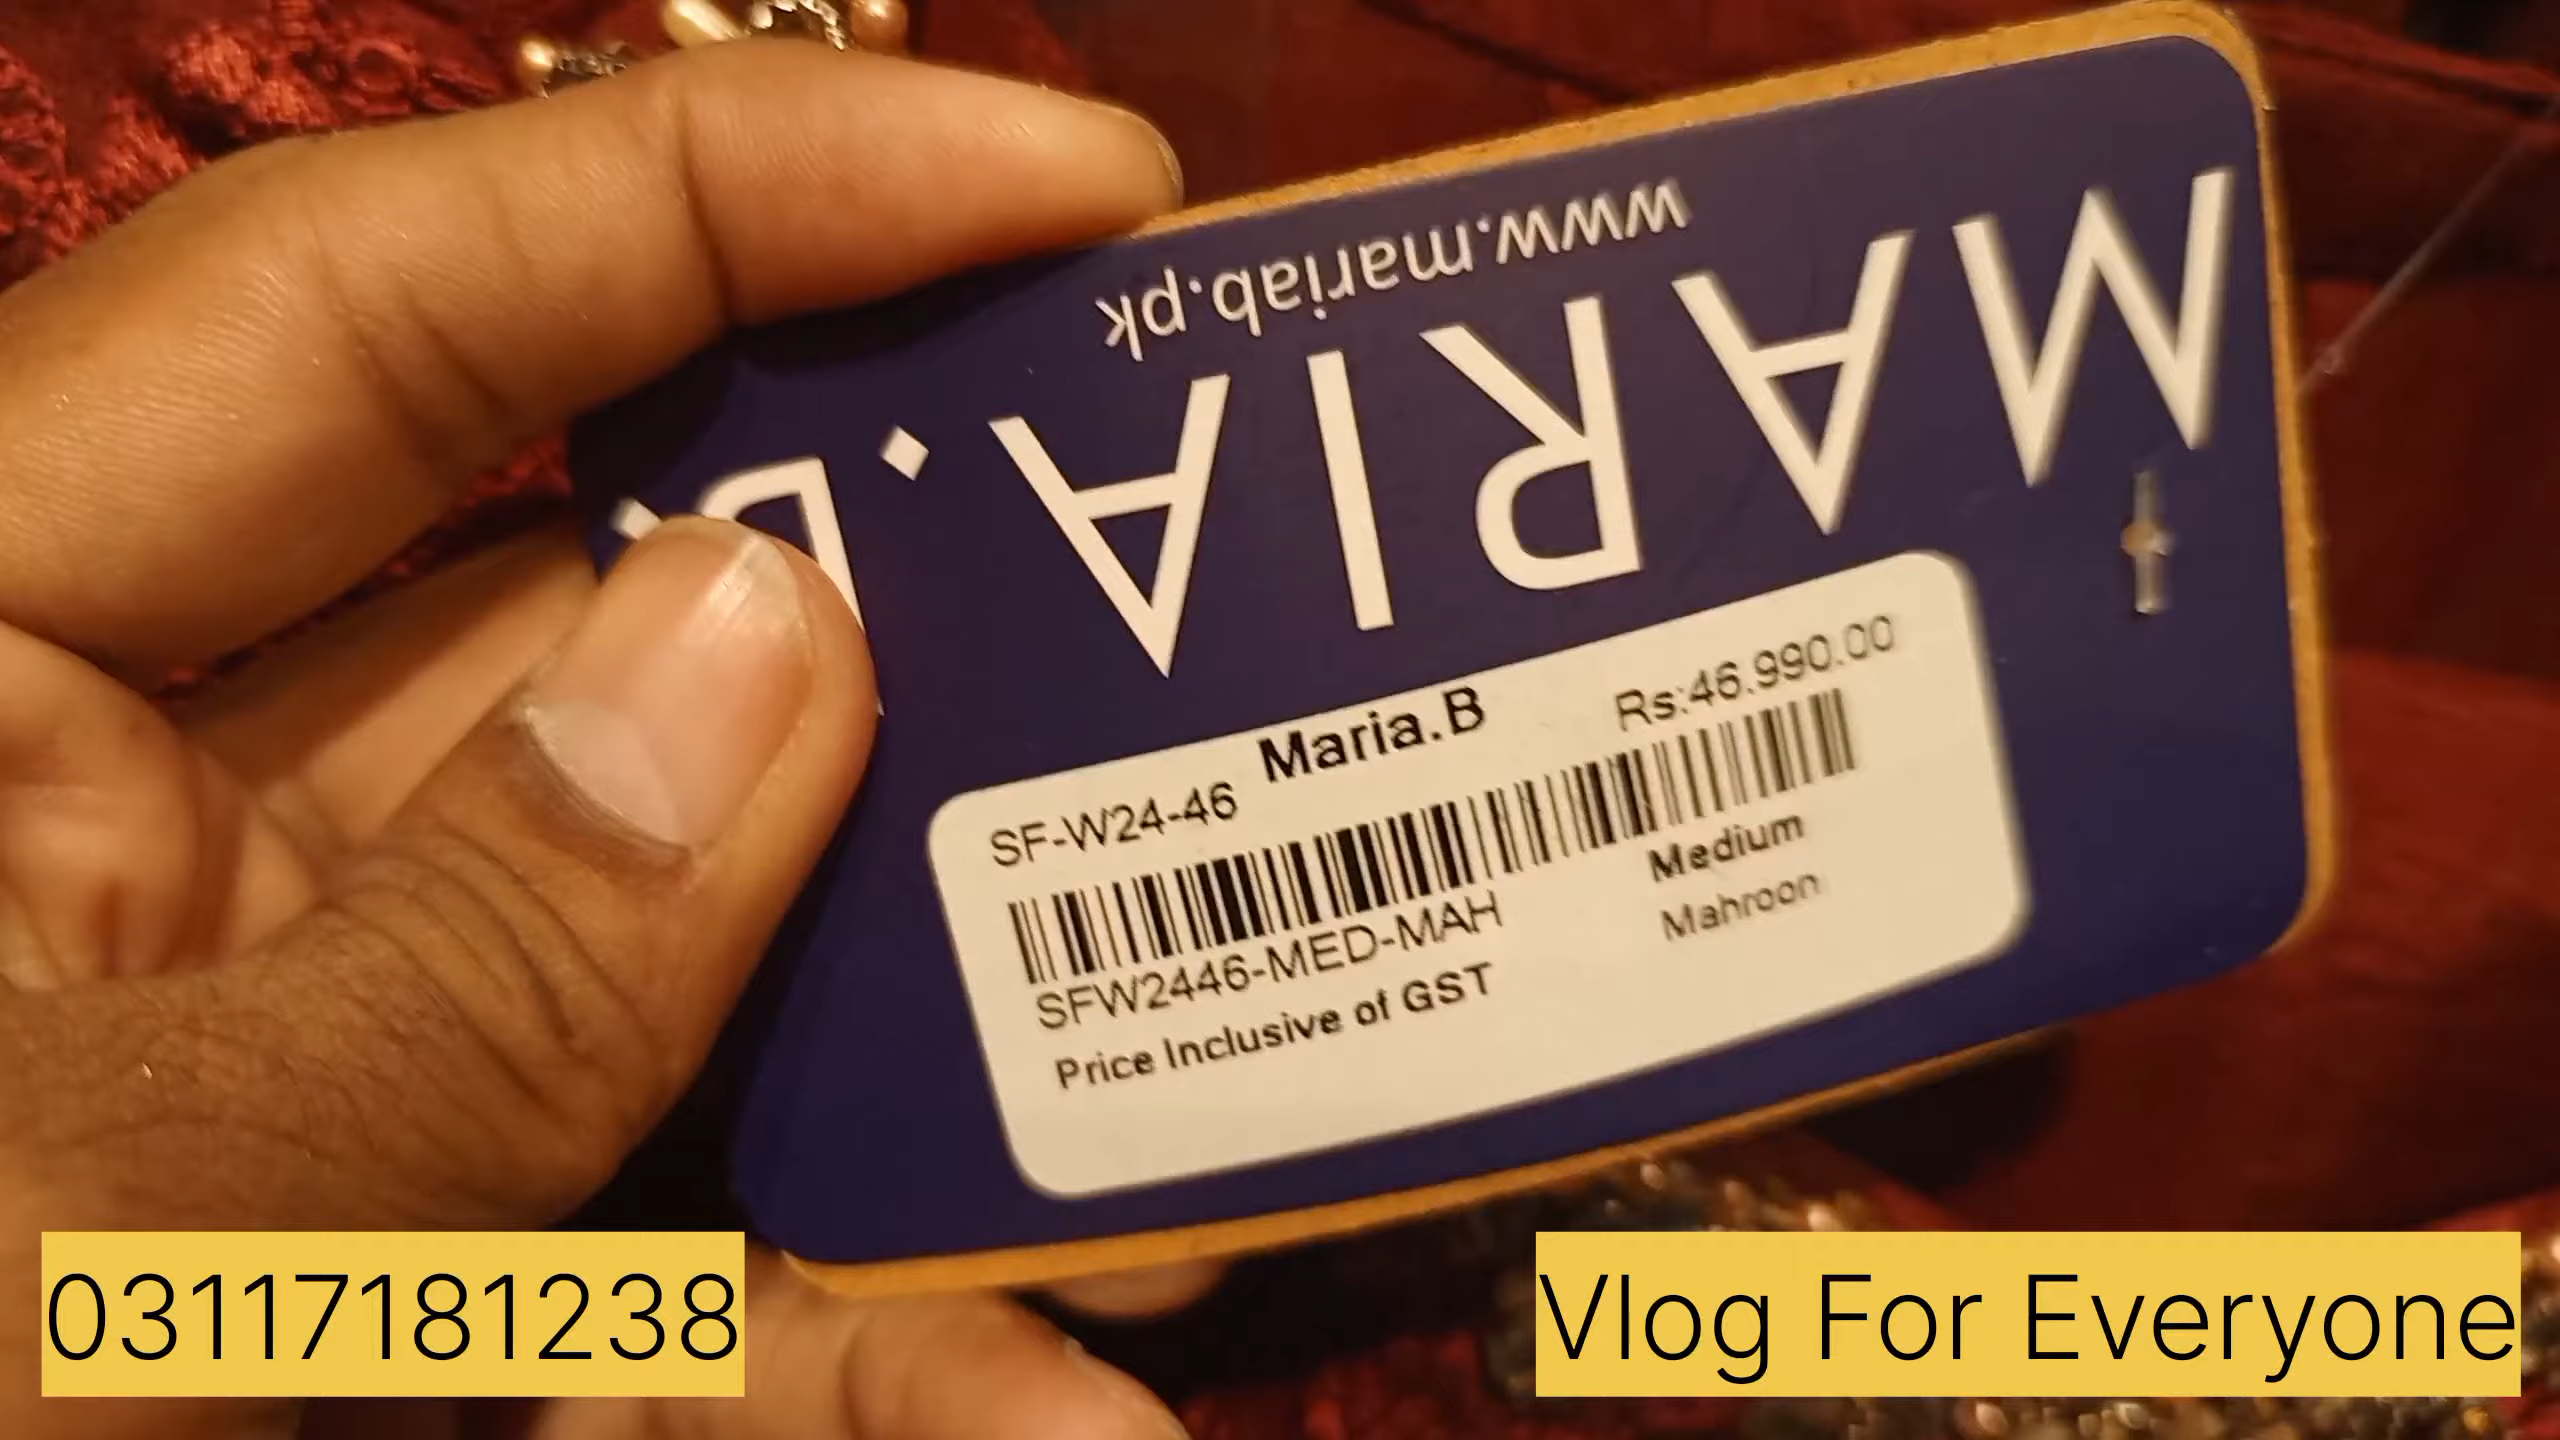 www.mariab.pk
MARIA.B.
Maria.B
Rs:46.990.00
SF-W24-46
SFW2446-MED-MAH
Medium
Mahroon
Price Inclusive of GST
03117181238
Vlog For Everyone